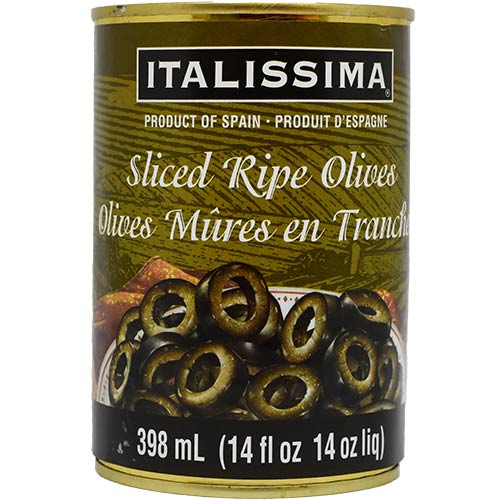 ITALISSIMA®
PRODUCT OF SPAIN · PRODUIT D'ESPAGNE
Sliced Ripe Olives
Olives Mûres en Tranche
398 mL (14 fl oz 14 oz liq)